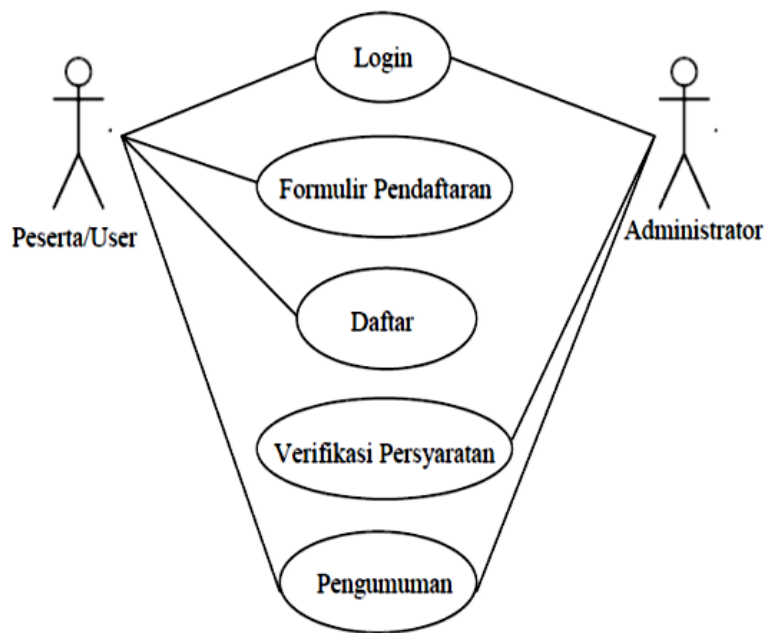 Login
Formulir Pendaftaran
Peserta/User
Administrator
Daftar
Verifikasi Persyaratan
Pengumuman